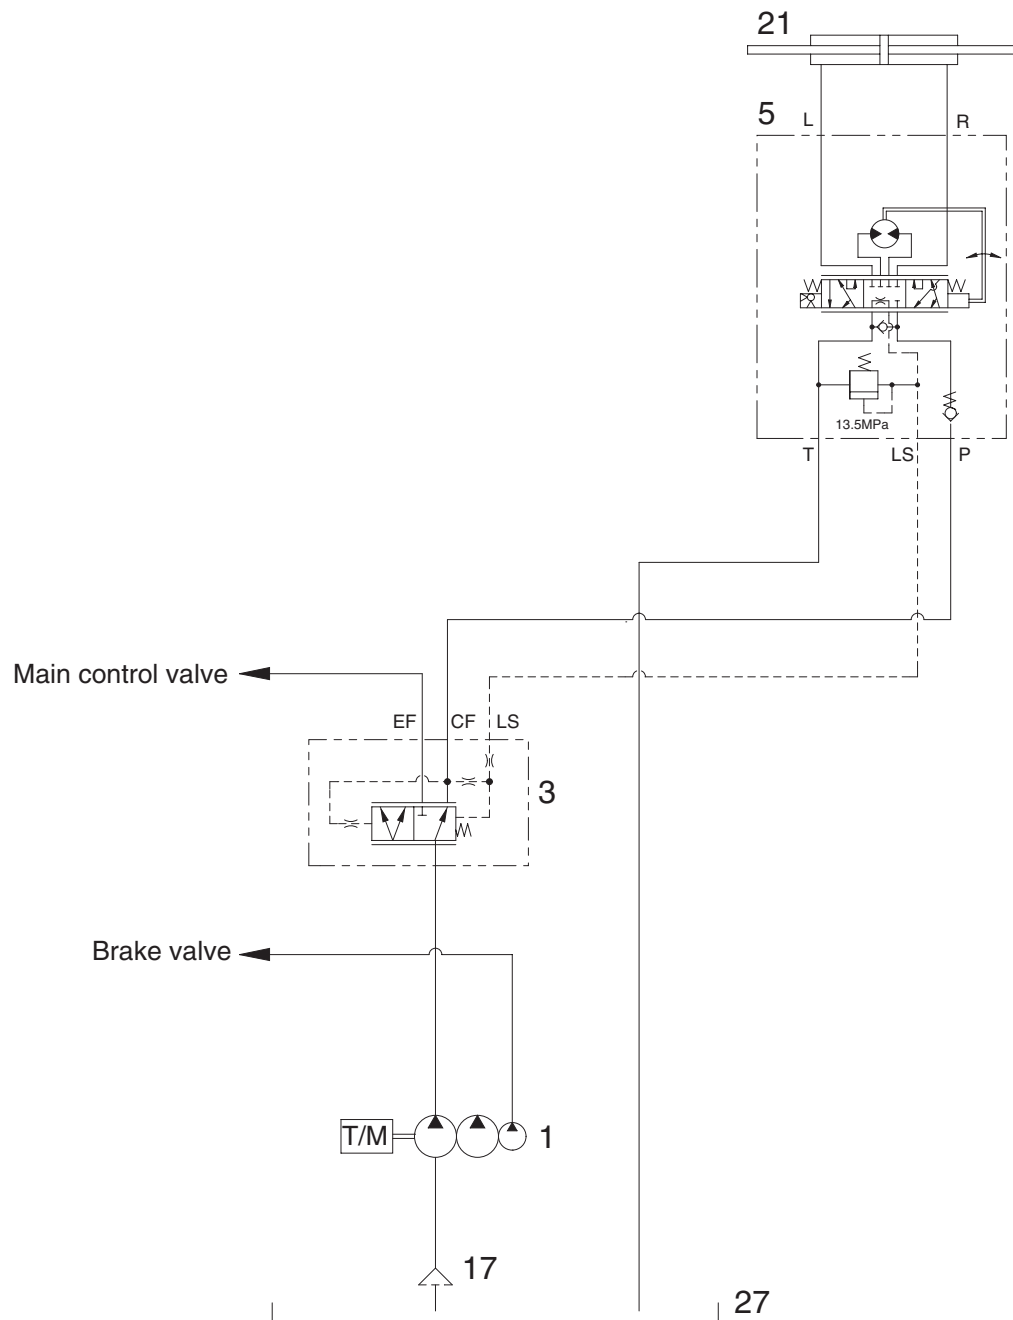 21
5
L
R
13.5MPa
T
LS
P
Main control valve
EF
CF
LS
3
Brake valve
T/M
1
17
27